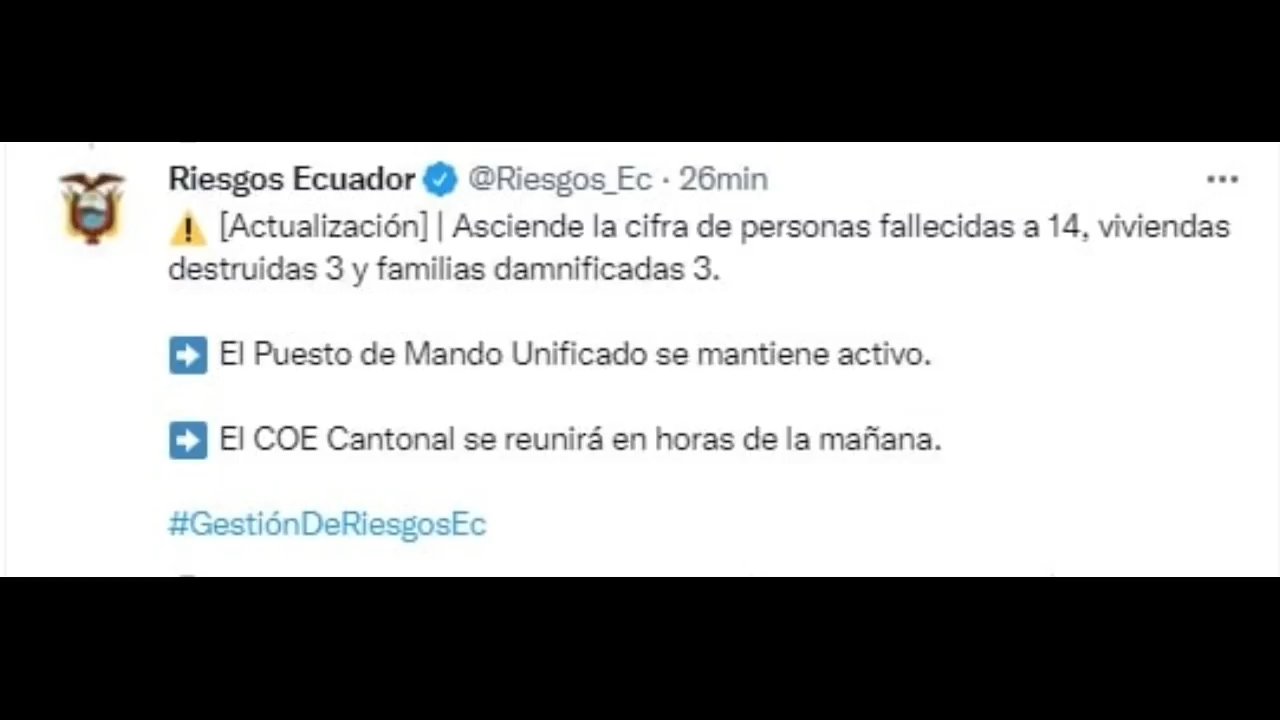 Riesgos Ecuador @Riesgos_Ec · 26min
⚠️ [Actualización] | Asciende la cifra de personas fallecidas a 14, viviendas
destruidas 3 y familias damnificadas 3.
➡️ El Puesto de Mando Unificado se mantiene activo.
➡️ El COE Cantonal se reunirá en horas de la mañana.
#GestiónDeRiesgosEc